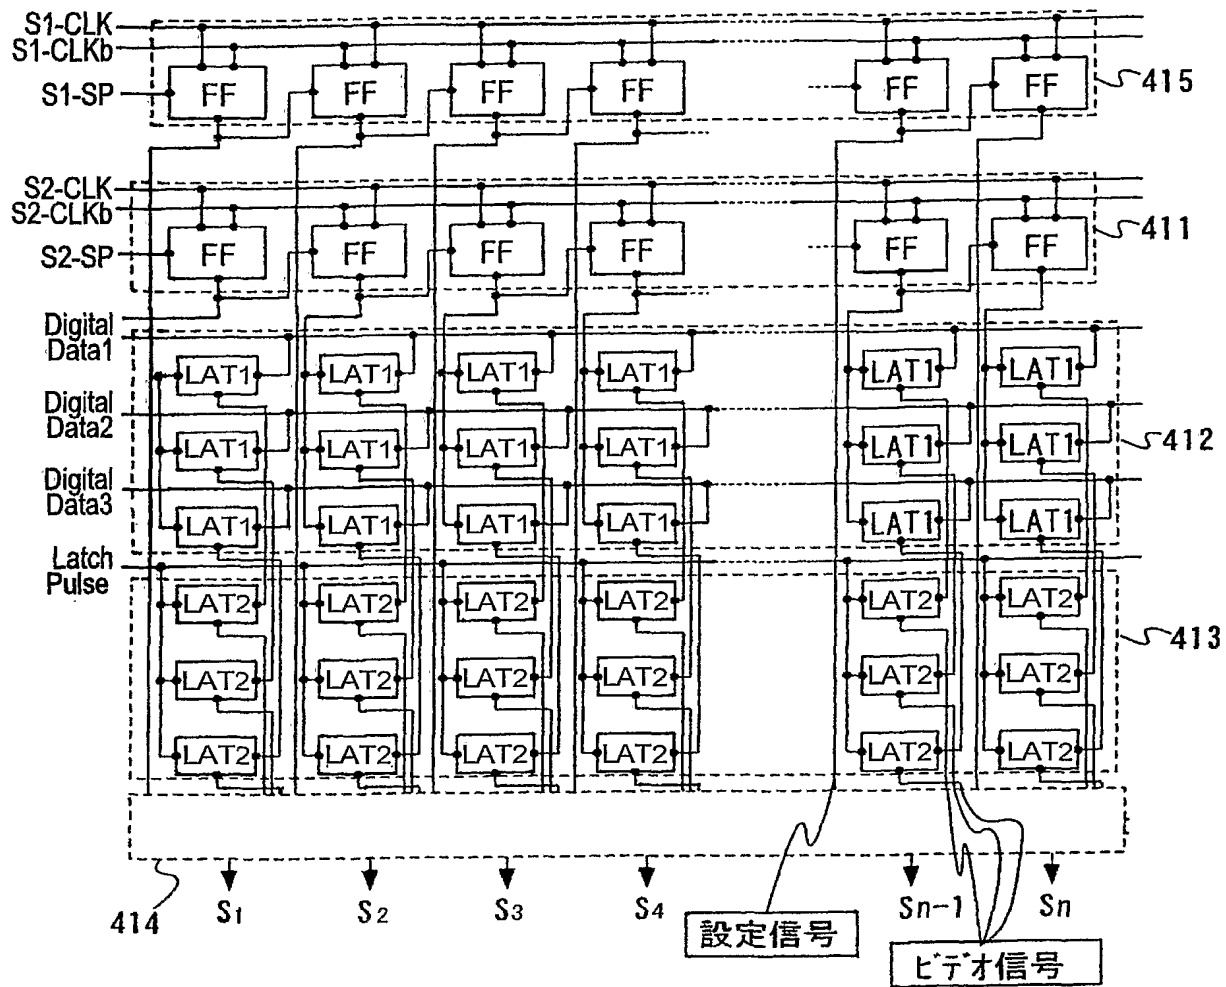 S1-CLK
S1-CLKb
S1-SP
FF FF FF FF FF FF
415
S2-CLK
S2-CLKb
S2-SP
FF FF FF FF FF FF
411
Digital
Data1
LAT1 LAT1 LAT1 LAT1 LAT1 LAT1
Digital
Data2
LAT1 LAT1 LAT1 LAT1 LAT1 LAT1
412
Digital
Data3
LAT1 LAT1 LAT1 LAT1 LAT1 LAT1
Latch
Pulse
LAT2 LAT2 LAT2 LAT2 LAT2 LAT2
413
LAT2 LAT2 LAT2 LAT2 LAT2 LAT2
LAT2 LAT2 LAT2 LAT2 LAT2 LAT2
414
S1 S2 S3 S4 Sn-1 Sn
設定信号
ビデオ信号